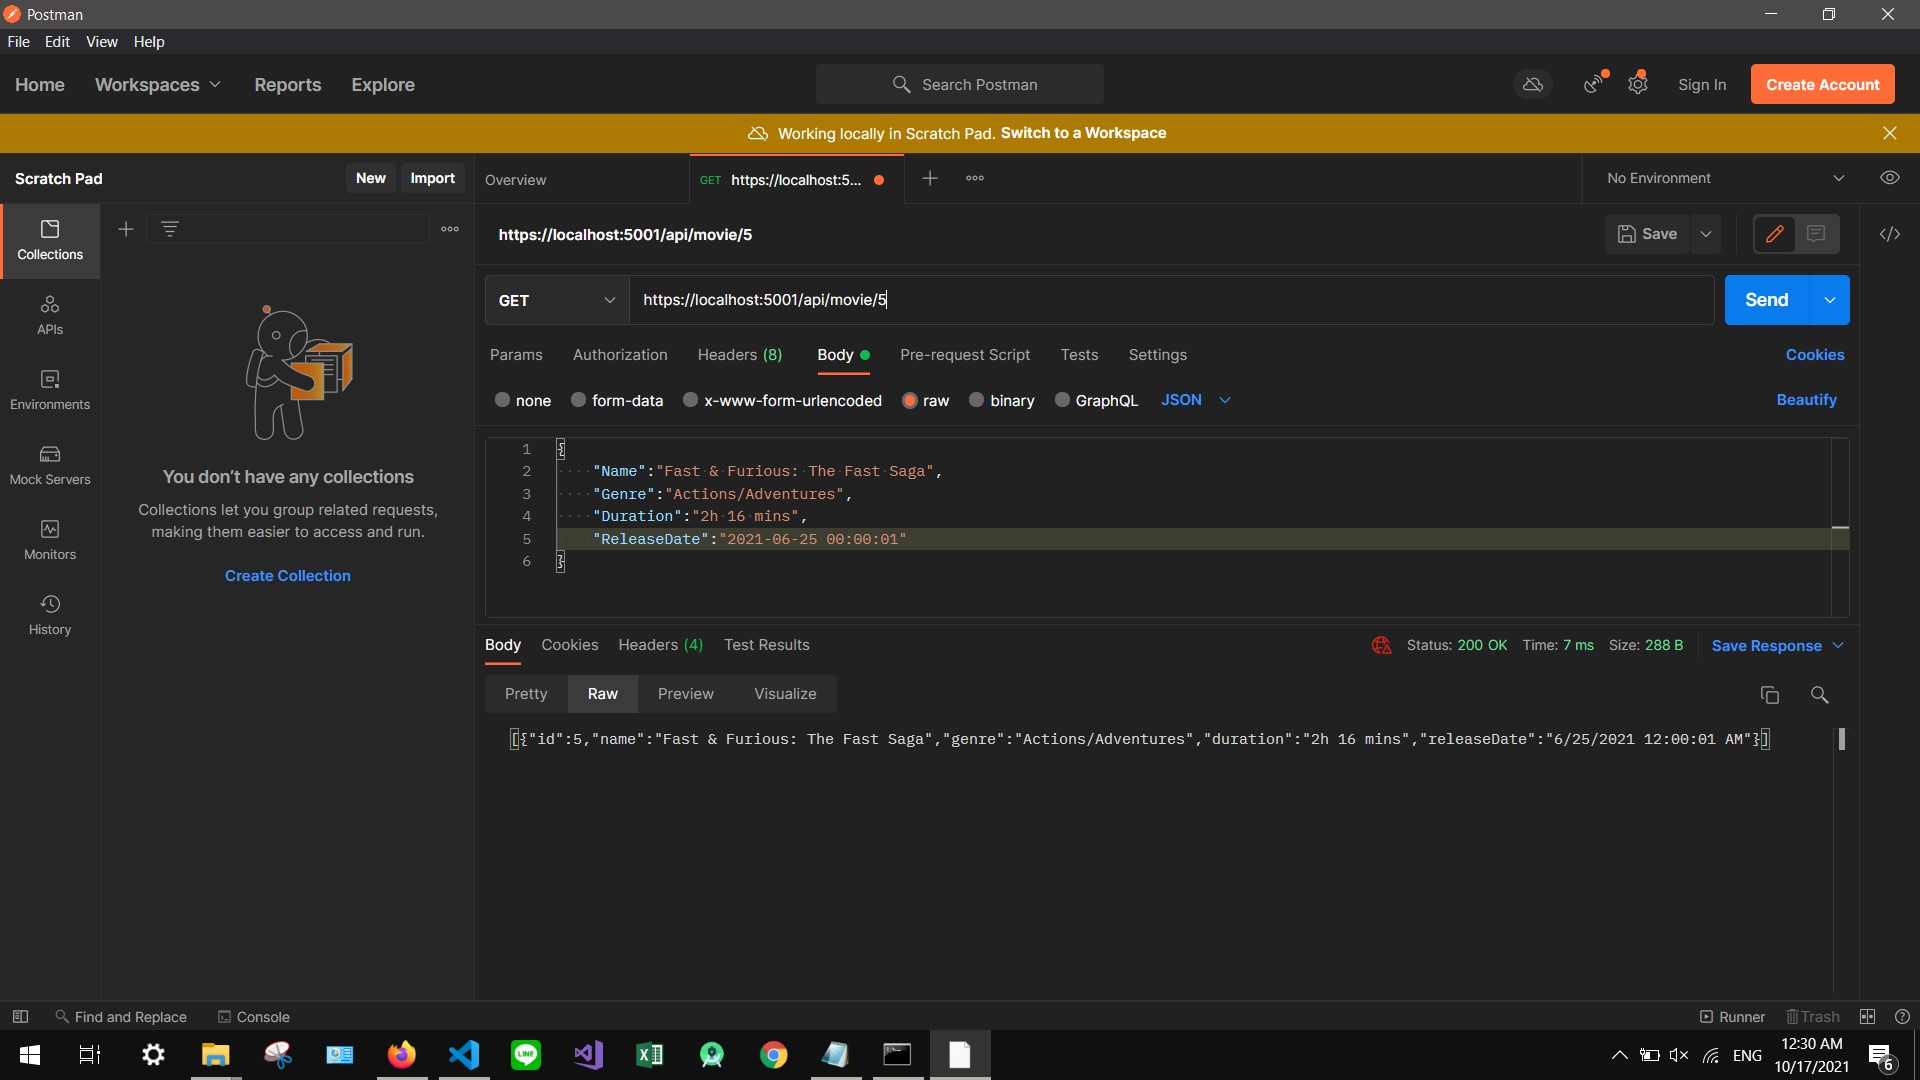 Postman
File Edit View Help
Home Workspaces Reports Explore
Search Postman
Sign In
Create Account
Working locally in Scratch Pad. Switch to a Workspace
Scratch Pad
New
Import
Overview
GET https://localhost:5...
No Environment
Collections
APIs
Environments
Mock Servers
Monitors
History
You don't have any collections
Collections let you group related requests,
making them easier to access and run.
Create Collection
https://localhost:5001/api/movie/5
Save
GET
https://localhost:5001/api/movie/5
Send
Params Authorization Headers (8) Body Pre-request Script Tests Settings
Cookies
none form-data x-www-form-urlencoded raw binary GraphQL JSON
Beautify
1 {
2 "Name":"Fast & Furious: The Fast Saga",
3 "Genre":"Actions/Adventures",
4 "Duration":"2h 16 mins",
5 "ReleaseDate":"2021-06-25 00:00:01"
6 }
Body Cookies Headers (4) Test Results
Status: 200 OK Time: 7 ms Size: 288 B
Save Response
Pretty Raw Preview Visualize
[{"id":5,"name":"Fast & Furious: The Fast Saga","genre":"Actions/Adventures","duration":"2h 16 mins","releaseDate":"6/25/2021 12:00:01 AM"}]
Find and Replace
Console
Runner
Trash
LINE
ENG
12:30 AM
10/17/2021
6